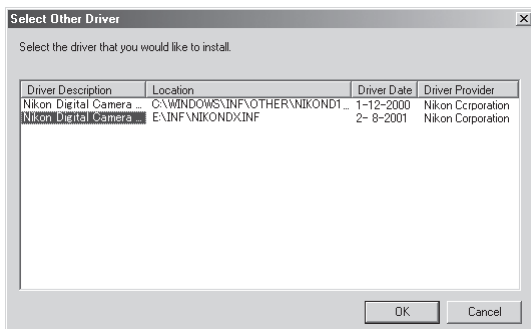 Select Other Driver
Select the driver that you would like to install.
Driver Description Location Driver Date Driver Provider
Nikon Digital Camera ... C:\WINDOWS\INF\OTHER\NIKOND1... 1-12-2000 Nikon Corporation
Nikon Digital Camera ... E:\INF\NIKONDX.INF 2- 8-2001 Nikon Corporation
OK Cancel